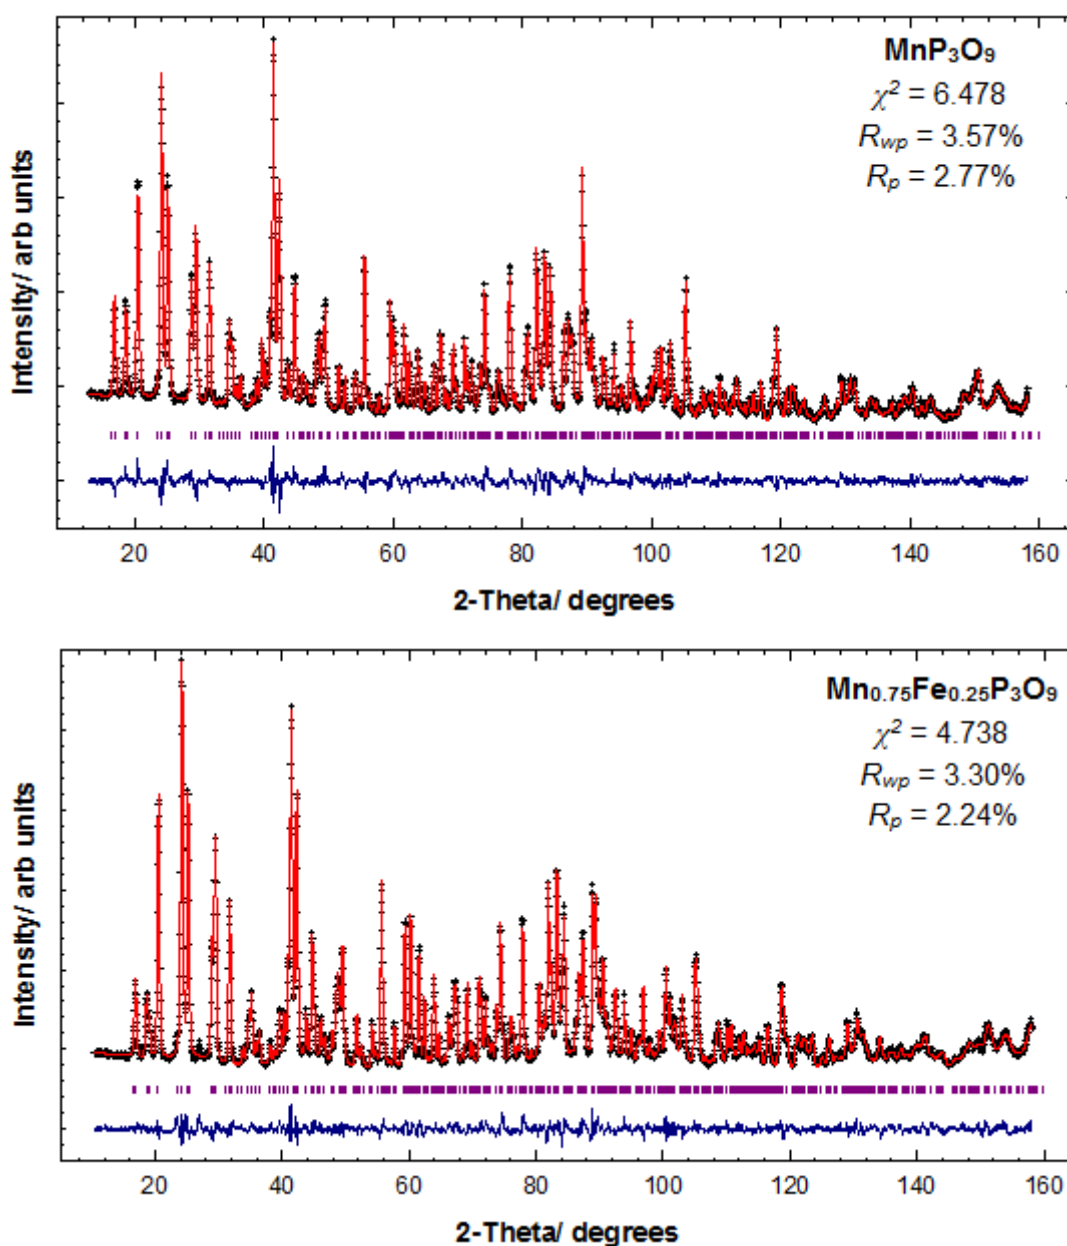 MnP₃O₉
χ² = 6.478
Rwp = 3.57%
Rp = 2.77%
Intensity/ arb units
20 40 60 80 100 120 140 160
2-Theta/ degrees
Mn₀.₇₅Fe₀.₂₅P₃O₉
χ² = 4.738
Rwp = 3.30%
Rp = 2.24%
Intensity/ arb units
20 40 60 80 100 120 140 160
2-Theta/ degrees